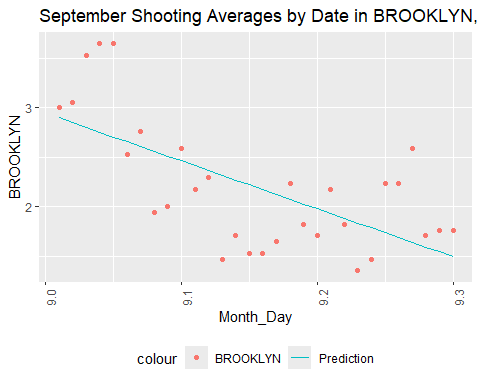 September Shooting Averages by Date in BROOKLYN,
BROOKLYN
3
2
9.0
9.1
9.2
9.3
Month_Day
colour BROOKLYN Prediction